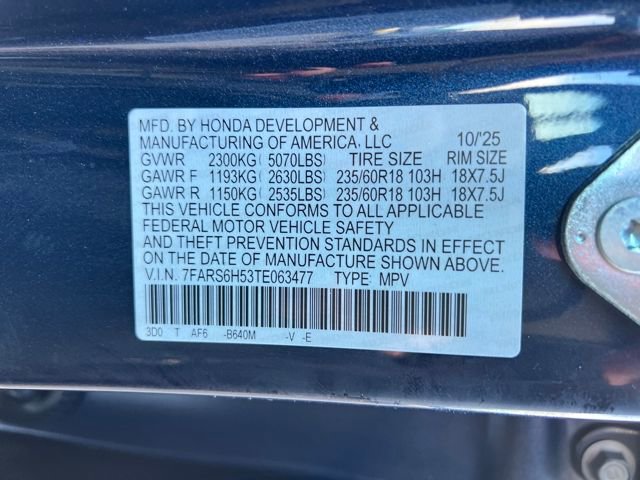 MFD. BY HONDA DEVELOPMENT &
MANUFACTURING OF AMERICA, LLC 10/'25
GVWR 2300KG ( 5070LBS) TIRE SIZE RIM SIZE
GAWR F 1193KG ( 2630LBS) 235/60R18 103H 18X7.5J
GAWR R 1150KG ( 2535LBS) 235/60R18 103H 18X7.5J
THIS VEHICLE CONFORMS TO ALL APPLICABLE
FEDERAL MOTOR VEHICLE SAFETY
AND THEFT PREVENTION STANDARDS IN EFFECT
ON THE DATE OF MANUFACTURE SHOWN ABOVE.
V.I.N. 7FARS6H53TE063477 TYPE: MPV
3D0 T AF6 -B640M -V -E